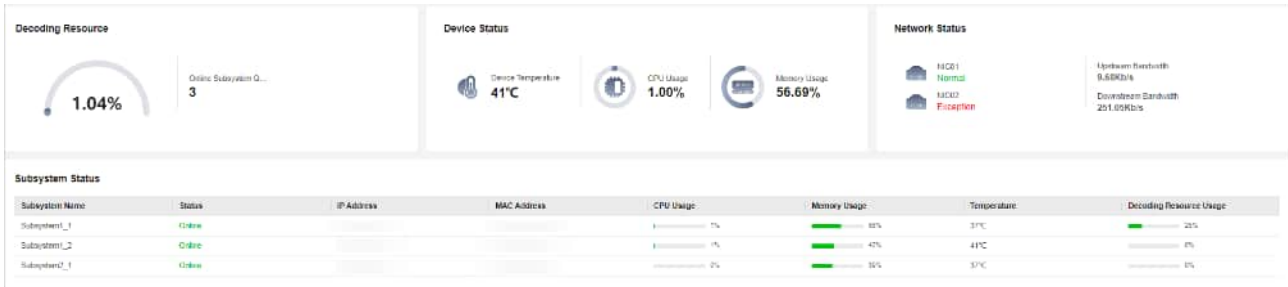 Decoding Resource
1.04%
Online Subsystem Q...
3
Device Status
Device Temperature
41°C
CPU Usage
1.00%
Memory Usage
56.69%
Network Status
NIC01
Normal
NIC02
Exception
Upstream Bandwidth
9.60Kb/s
Downstream Bandwidth
251.05Kb/s
Subsystem Status
Subsystem Name Status IP Address MAC Address CPU Usage Memory Usage Temperature Decoding Resource Usage
Subsystem1_1 Online 1% 37°C
Subsystem1_2 Online 1% 41°C 0%
Subsystem2_1 Online 0% 37°C 0%